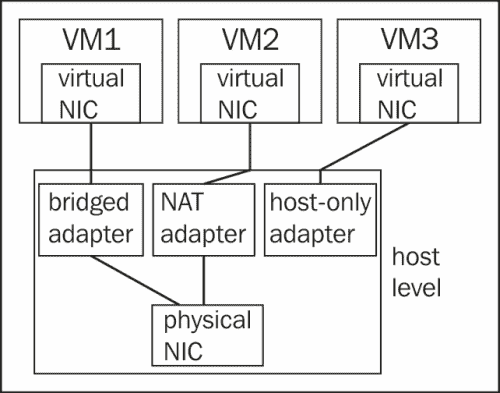 VM1
virtual
NIC
VM2
virtual
NIC
VM3
virtual
NIC
bridged
adapter
NAT
adapter
host-only
adapter
host
level
physical
NIC